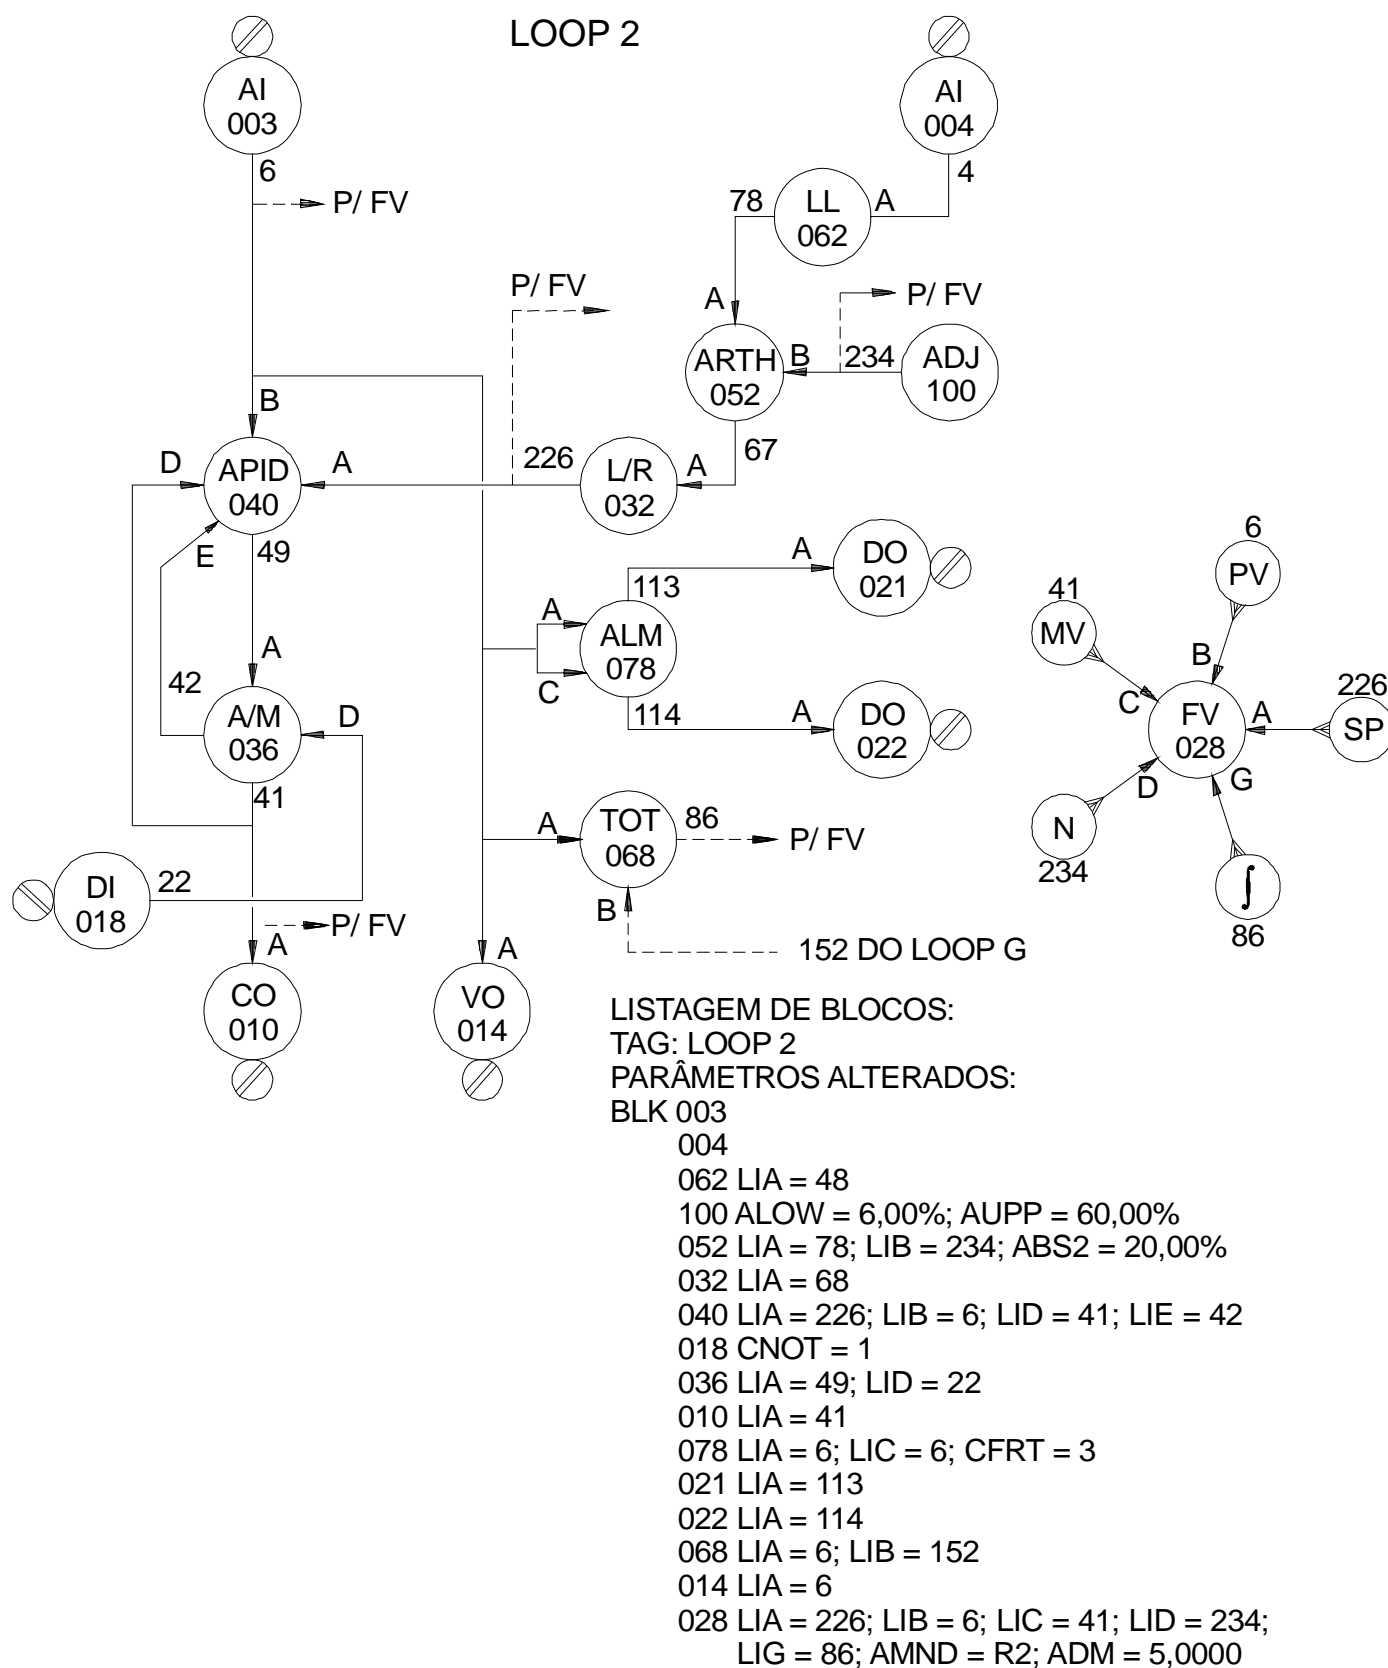 LOOP 2
AI
003
AI
004
6
4
P/ FV
78
LL
062
A
P/ FV
P/ FV
A
B
ARTH
052
B
234
ADJ
100
67
D
APID
040
A
226
L/R
032
A
E
49
A
DO
021
6
PV
113
41
MV
A
ALM
078
B
A
42
C
C
226
114
A
DO
022
FV
028
A
SP
A/M
036
D
D
G
41
TOT
068
A
86
P/ FV
N
234
DI
018
22
∫
86
B
P/ FV
A
A
152 DO LOOP G
CO
010
VO
014
LISTAGEM DE BLOCOS:
TAG: LOOP 2
PARÂMETROS ALTERADOS:
BLK 003
004
062 LIA = 48
100 ALOW = 6,00%; AUPP = 60,00%
052 LIA = 78; LIB = 234; ABS2 = 20,00%
032 LIA = 68
040 LIA = 226; LIB = 6; LID = 41; LIE = 42
018 CNOT = 1
036 LIA = 49; LID = 22
010 LIA = 41
078 LIA = 6; LIC = 6; CFRT = 3
021 LIA = 113
022 LIA = 114
068 LIA = 6; LIB = 152
014 LIA = 6
028 LIA = 226; LIB = 6; LIC = 41; LID = 234;
LIG = 86; AMND = R2; ADM = 5,0000